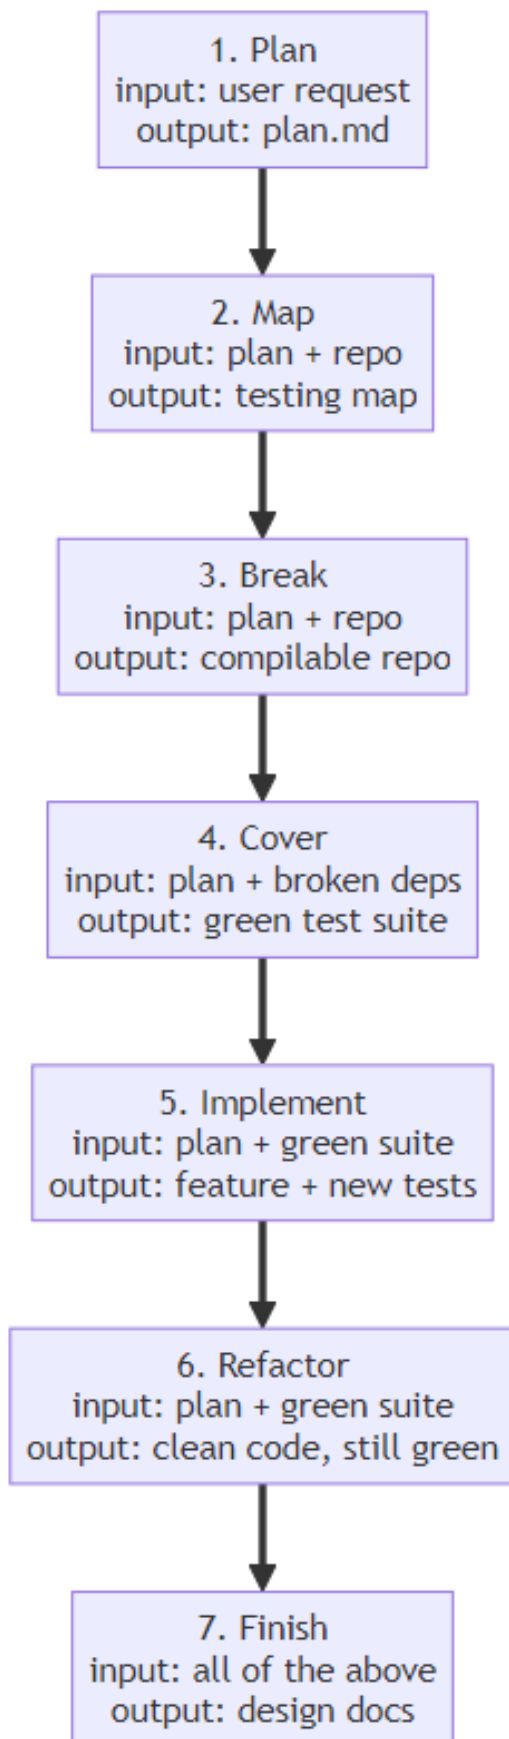 1. Plan
input: user request
output: plan.md
2. Map
input: plan + repo
output: testing map
3. Break
input: plan + repo
output: compilable repo
4. Cover
input: plan + broken deps
output: green test suite
5. Implement
input: plan + green suite
output: feature + new tests
6. Refactor
input: plan + green suite
output: clean code, still green
7. Finish
input: all of the above
output: design docs